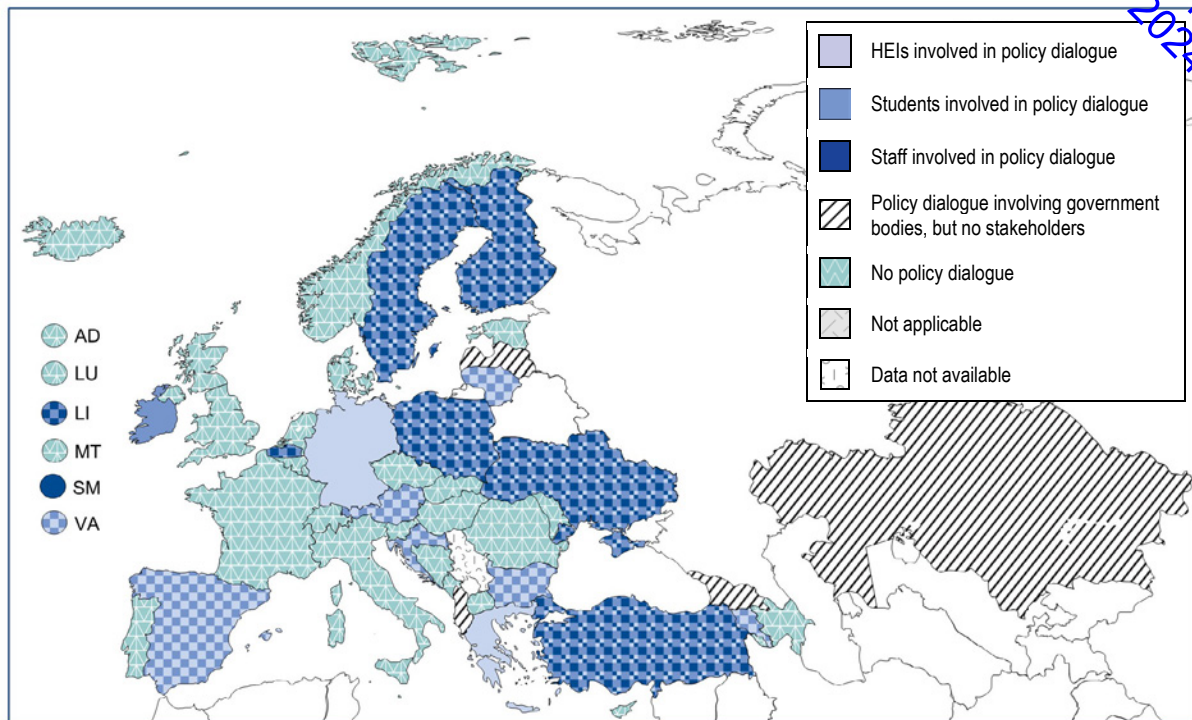 2024
HEIs involved in policy dialogue
Students involved in policy dialogue
Staff involved in policy dialogue
Policy dialogue involving government
bodies, but no stakeholders
No policy dialogue
Not applicable
Data not available
AD
LU
LI
MT
SM
VA